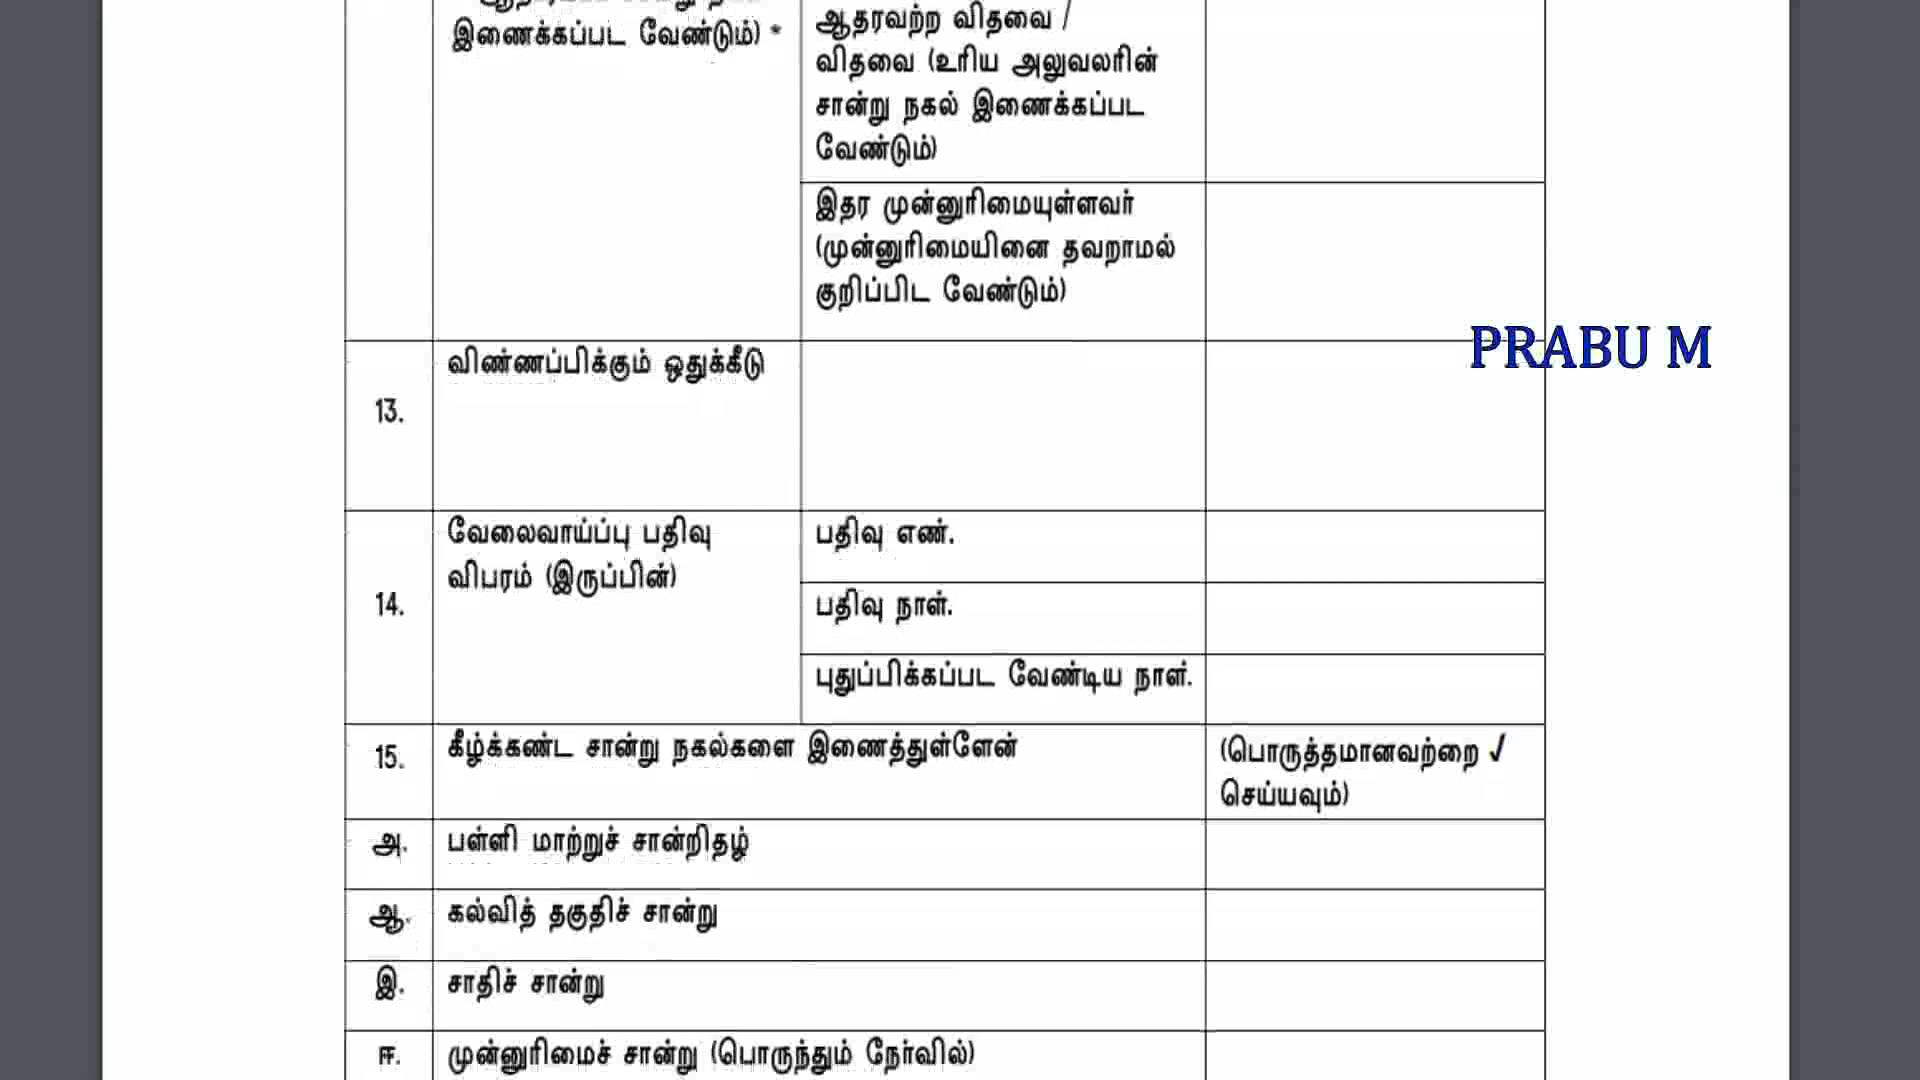 இணைக்கப்பட வேண்டும்) *
ஆதரவற்ற விதவை /
விதவை (உரிய அலுவலரின்
சான்று நகல் இணைக்கப்பட
வேண்டும்)
இதர முன்னுரிமையுள்ளவர்
(முன்னுரிமையினை தவறாமல்
குறிப்பிட வேண்டும்)
PRABU M
13.
விண்ணப்பிக்கும் ஒதுக்கீடு
14.
வேலைவாய்ப்பு பதிவு
விபரம் (இருப்பின்)
பதிவு எண்.
பதிவு நாள்.
புதுப்பிக்கப்பட வேண்டிய நாள்.
15.
கீழ்க்கண்ட சான்று நகல்களை இணைத்துள்ளேன்
(பொருத்தமானவற்றை ✓
செய்யவும்)
அ. பள்ளி மாற்றுச் சான்றிதழ்
ஆ. கல்வித் தகுதிச் சான்று
இ. சாதிச் சான்று
ஈ. முன்னுரிமைச் சான்று (பொருந்தும் நேர்வில்)